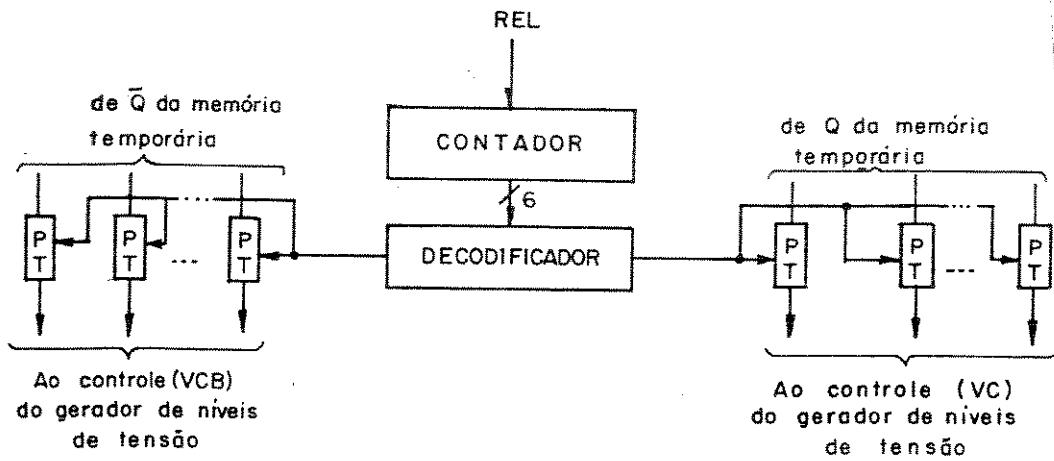 REL
de Q̅ da memória
temporária
CONTADOR
de Q da memória
temporária
6
P T
P T
P T
DECODIFICADOR
P T
P T
P T
Ao controle (VCB)
do gerador de níveis
de tensão
Ao controle (VC)
do gerador de níveis
de tensão